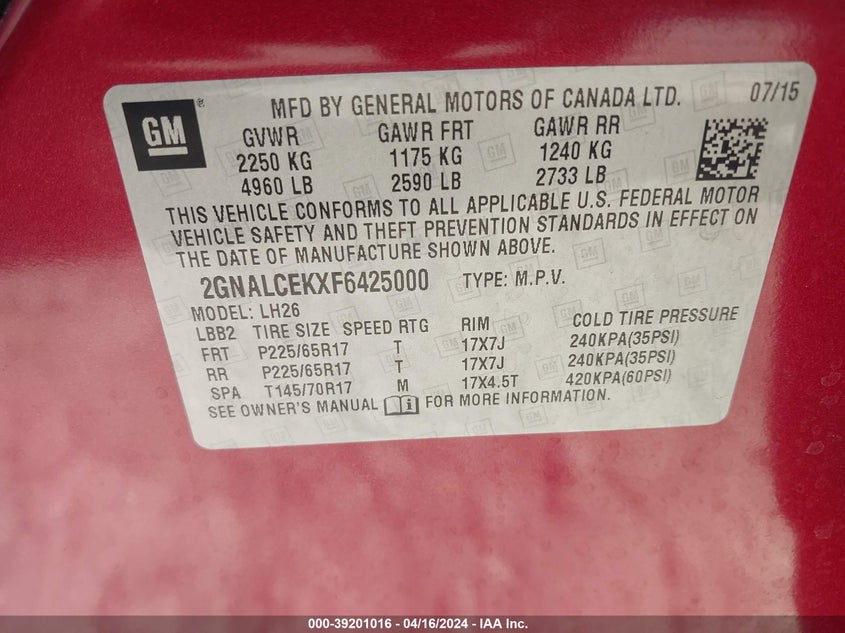 GM ® MFD BY GENERAL MOTORS OF CANADA LTD. 07/15
GVWR GAWR FRT GAWR RR
2250 KG 1175 KG 1240 KG
4960 LB 2590 LB 2733 LB
THIS VEHICLE CONFORMS TO ALL APPLICABLE U.S. FEDERAL MOTOR
VEHICLE SAFETY AND THEFT PREVENTION STANDARDS IN EFFECT ON
THE DATE OF MANUFACTURE SHOWN ABOVE.
2GNALCEKXF6425000 TYPE: M.P.V.
MODEL: LH26
LBB2 TIRE SIZE SPEED RTG RIM COLD TIRE PRESSURE
FRT P225/65R17 T 17X7J 240KPA(35PSI)
RR P225/65R17 T 17X7J 240KPA(35PSI)
SPA T145/70R17 M 17X4.5T 420KPA(60PSI)
SEE OWNER'S MANUAL FOR MORE INFORMATION.
000-39201016 - 04/16/2024 - IAA Inc.